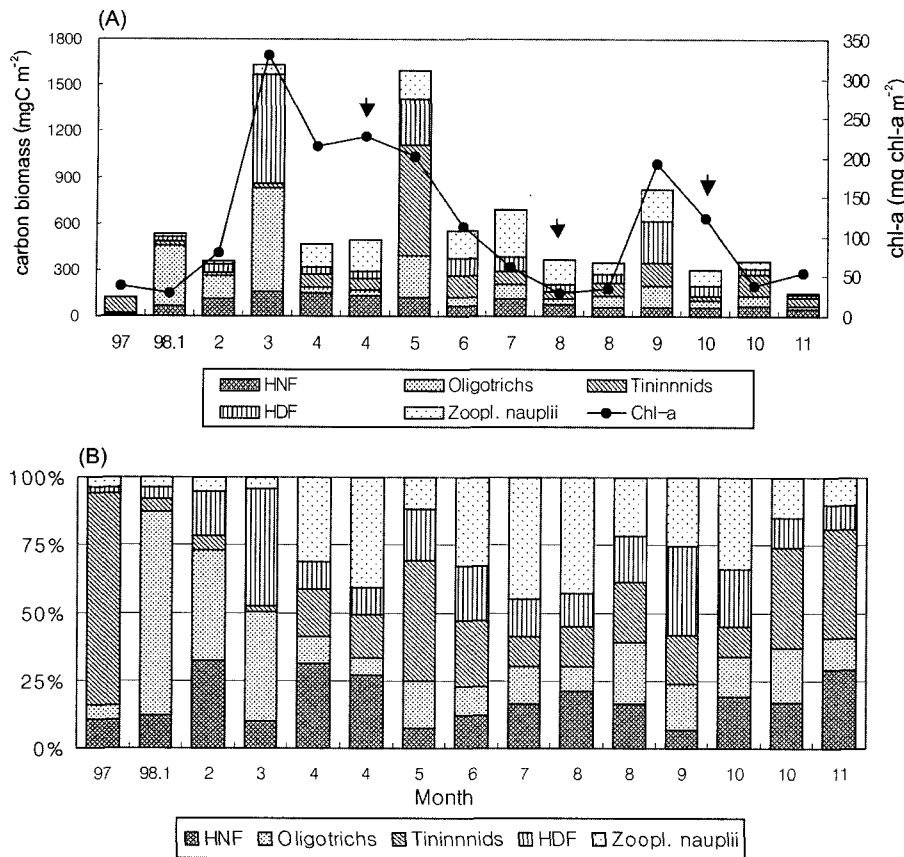 (A)
carbon biomass (mgC m⁻²)
1800
1500
1200
900
600
300
0
350
300
250
200
150
100
50
0
chl-a (mg chl-a m⁻²)
97 98.1 2 3 4 4 5 6 7 8 8 9 10 10 11
HNF Oligotrichs Tininnnids
HDF Zoopl. nauplii Chl-a
(B)
100%
75%
50%
25%
0%
97 98.1 2 3 4 4 5 6 7 8 8 9 10 10 11
Month
HNF Oligotrichs Tininnnids HDF Zoopl. nauplii